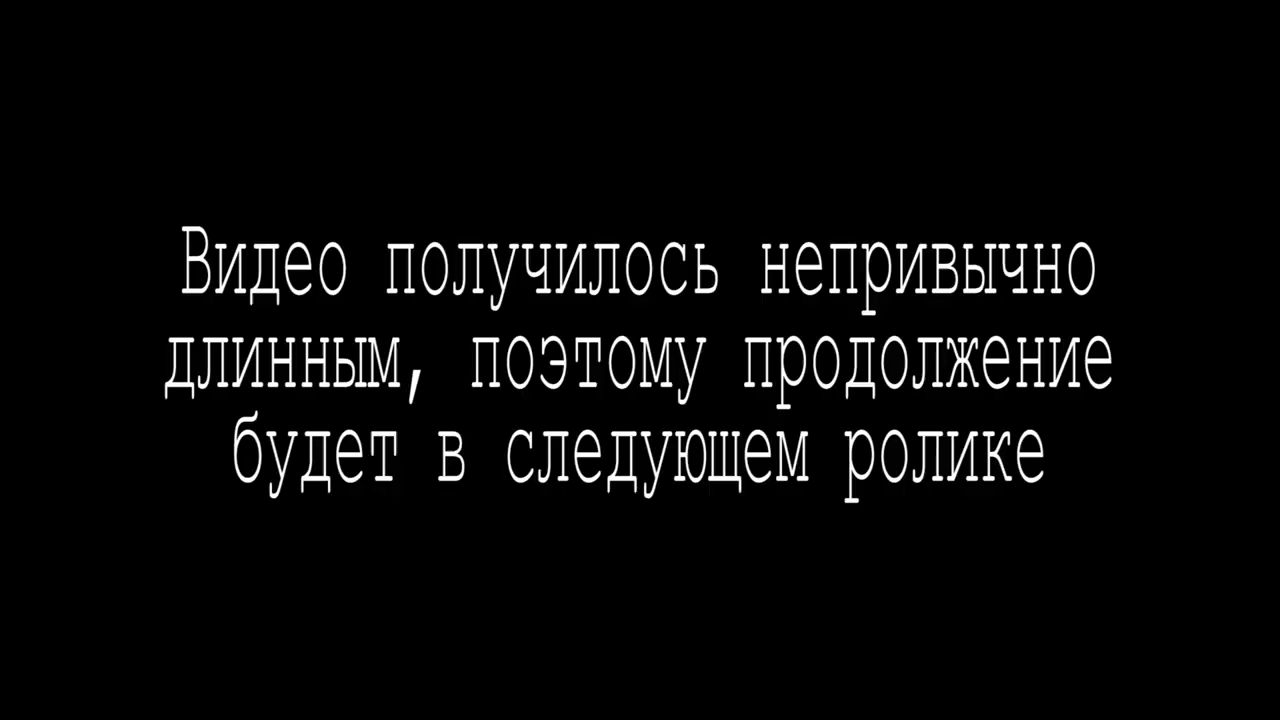 Видео получилось непривычно
длинным, поэтому продолжение
будет в следующем ролике